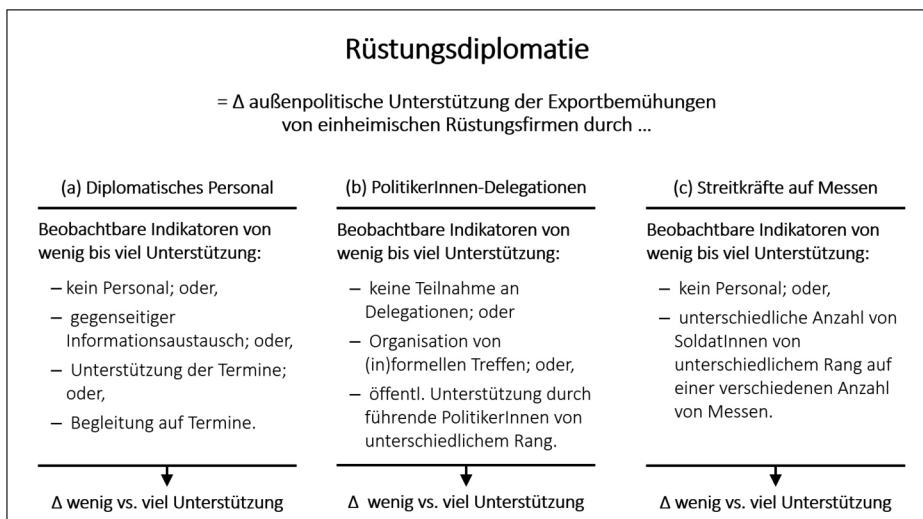 Rüstungsdiplomatie
= Δ außenpolitische Unterstützung der Exportbemühungen
von einheimischen Rüstungsfirmen durch ...
(a) Diplomatisches Personal
Beobachtbare Indikatoren von
wenig bis viel Unterstützung:
– kein Personal; oder,
– gegenseitiger
Informationsaustausch; oder,
– Unterstützung der Termine;
oder,
– Begleitung auf Termine.
Δ wenig vs. viel Unterstützung
(b) PolitikerInnen-Delegationen
Beobachtbare Indikatoren von
wenig bis viel Unterstützung:
– keine Teilnahme an
Delegationen; oder
– Organisation von
(in)formellen Treffen; oder,
– öffentl. Unterstützung durch
führende PolitikerInnen von
unterschiedlichem Rang.
Δ wenig vs. viel Unterstützung
(c) Streitkräfte auf Messen
Beobachtbare Indikatoren von
wenig bis viel Unterstützung:
– kein Personal; oder,
– unterschiedliche Anzahl von
SoldatInnen von
unterschiedlichem Rang auf
einer verschiedenen Anzahl
von Messen.
Δ wenig vs. viel Unterstützung